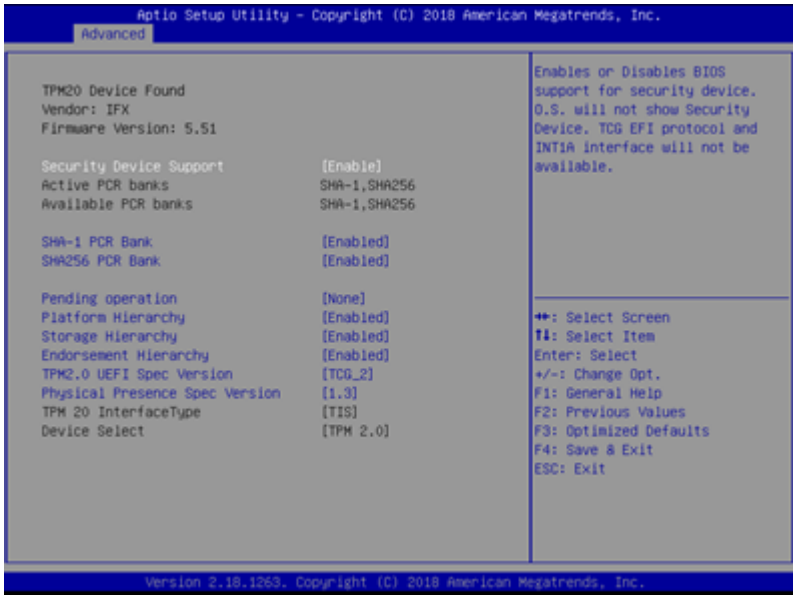 Aptio Setup Utility – Copyright (C) 2018 American Megatrends, Inc.
Advanced
TPM20 Device Found
Vendor: IFX
Firmware Version: 5.51
Security Device Support [Enable]
Active PCR banks SHA-1,SHA256
Available PCR banks SHA-1,SHA256
SHA-1 PCR Bank [Enabled]
SHA256 PCR Bank [Enabled]
Pending operation [None]
Platform Hierarchy [Enabled]
Storage Hierarchy [Enabled]
Endorsement Hierarchy [Enabled]
TPM2.0 UEFI Spec Version [TCG_2]
Physical Presence Spec Version [1.3]
TPM 20 InterfaceType [TIS]
Device Select [TPM 2.0]
Enables or Disables BIOS
support for security device.
O.S. will not show Security
Device. TCG EFI protocol and
INT1A interface will not be
available.
→←: Select Screen
↑↓: Select Item
Enter: Select
+/-: Change Opt.
F1: General Help
F2: Previous Values
F3: Optimized Defaults
F4: Save & Exit
ESC: Exit
Version 2.18.1263. Copyright (C) 2018 American Megatrends, Inc.